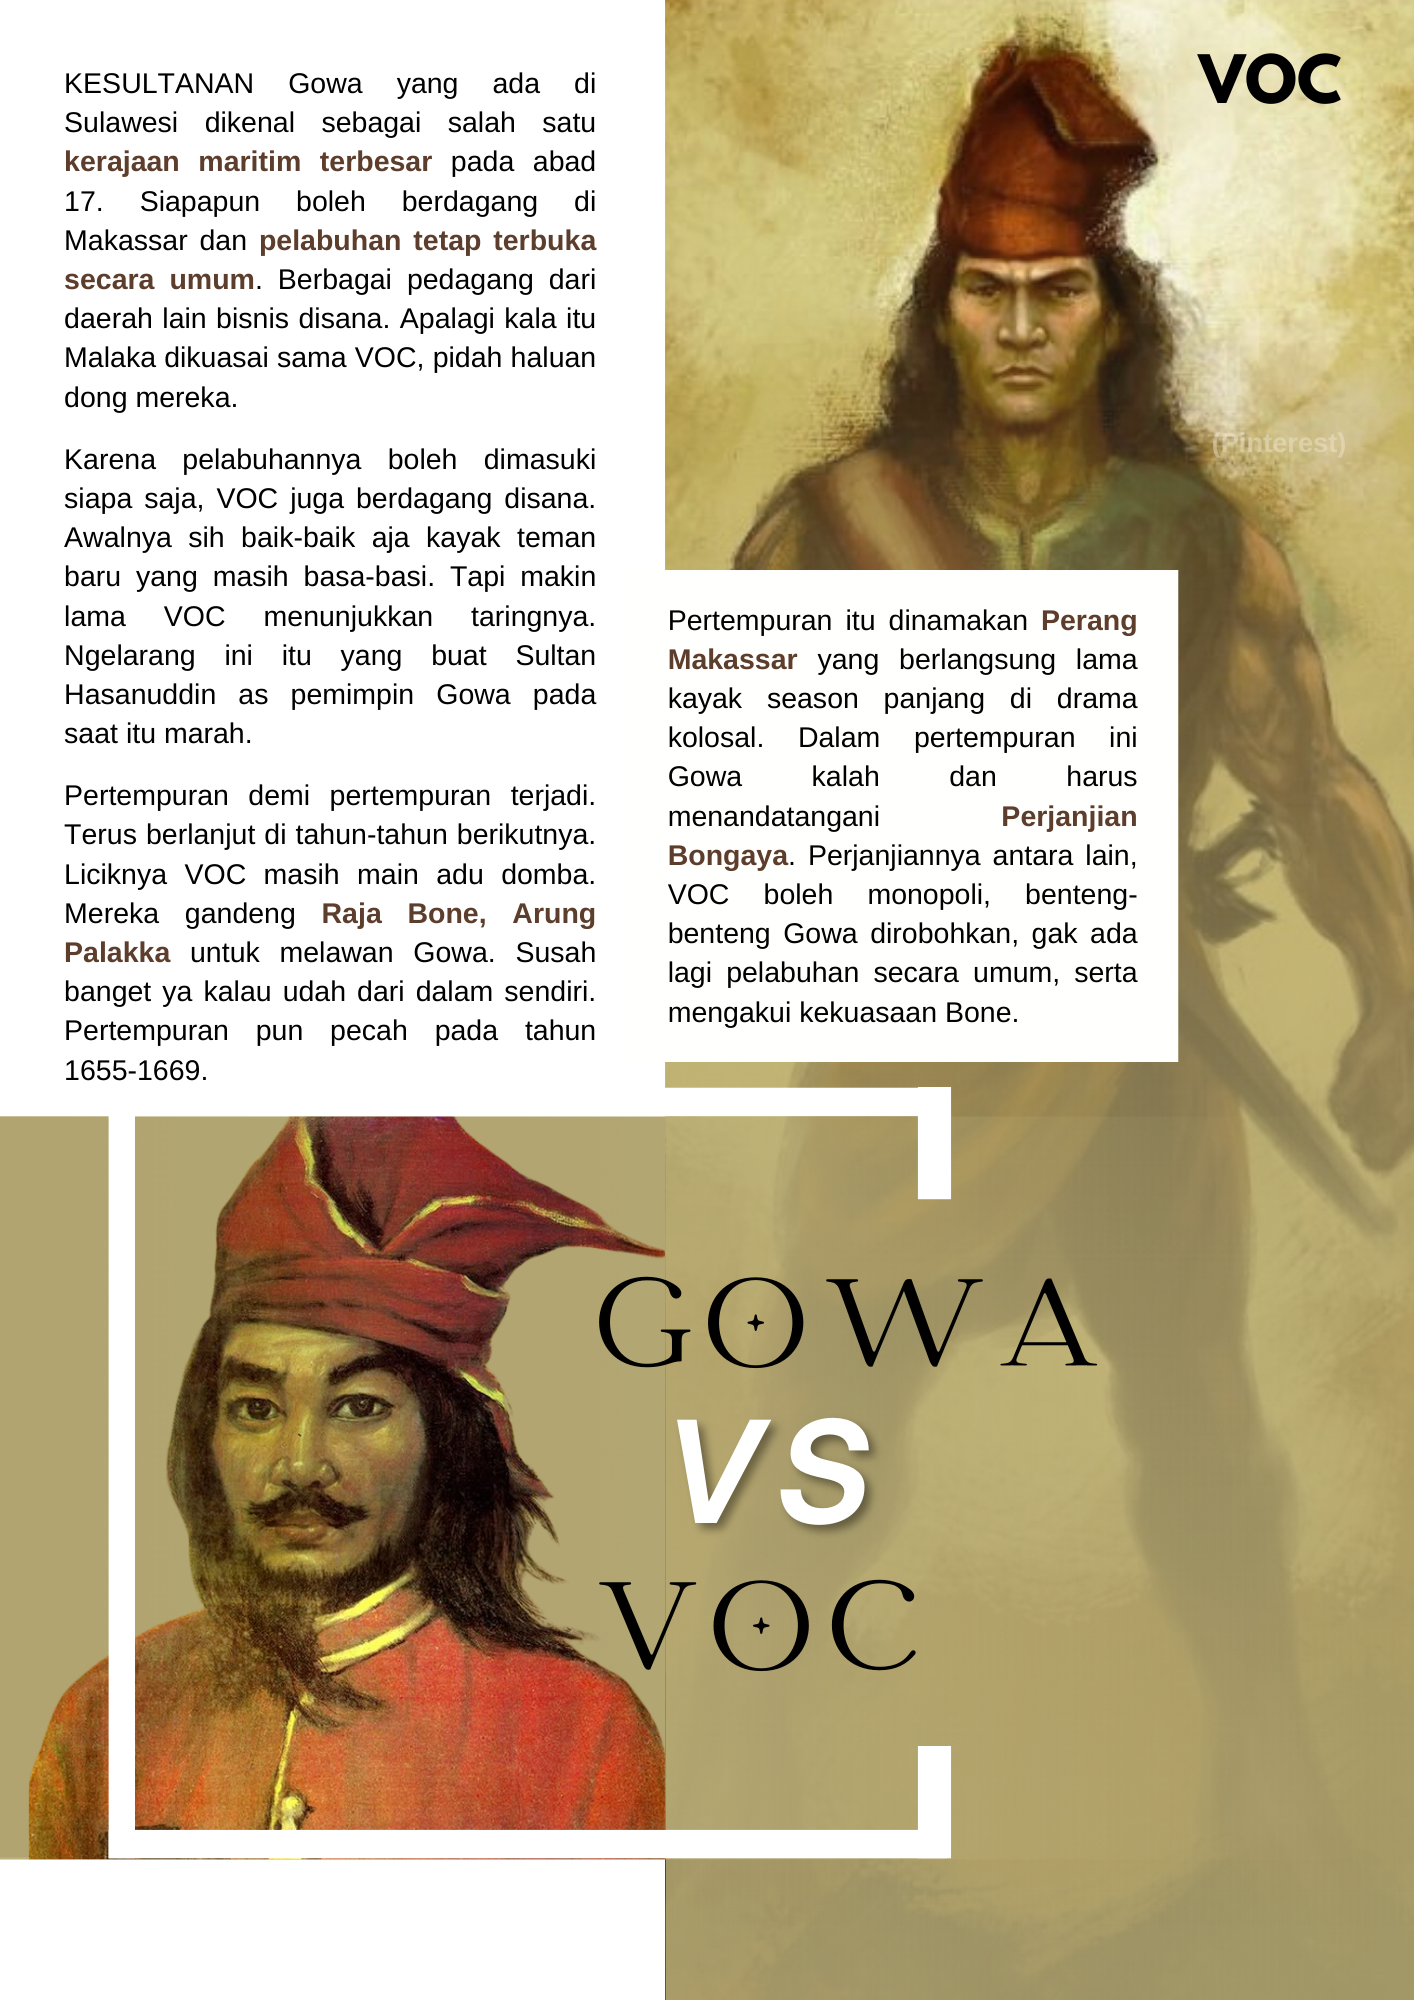 KESULTANAN Gowa yang ada di
Sulawesi dikenal sebagai salah satu
kerajaan maritim terbesar pada abad
17. Siapapun boleh berdagang di
Makassar dan pelabuhan tetap terbuka
secara umum. Berbagai pedagang dari
daerah lain bisnis disana. Apalagi kala itu
Malaka dikuasai sama VOC, pidah haluan
dong mereka.
Karena pelabuhannya boleh dimasuki
siapa saja, VOC juga berdagang disana.
Awalnya sih baik-baik aja kayak teman
baru yang masih basa-basi. Tapi makin
lama VOC menunjukkan taringnya.
Ngelarang ini itu yang buat Sultan
Hasanuddin as pemimpin Gowa pada
saat itu marah.
Pertempuran demi pertempuran terjadi.
Terus berlanjut di tahun-tahun berikutnya.
Liciknya VOC masih main adu domba.
Mereka gandeng Raja Bone, Arung
Palakka untuk melawan Gowa. Susah
banget ya kalau udah dari dalam sendiri.
Pertempuran pun pecah pada tahun
1655-1669.
VOC
(Pinterest)
Pertempuran itu dinamakan Perang
Makassar yang berlangsung lama
kayak season panjang di drama
kolosal. Dalam pertempuran ini
Gowa kalah dan harus
menandatangani Perjanjian
Bongaya. Perjanjiannya antara lain,
VOC boleh monopoli, benteng-
benteng Gowa dirobohkan, gak ada
lagi pelabuhan secara umum, serta
mengakui kekuasaan Bone.
GOWA
VS
VOC